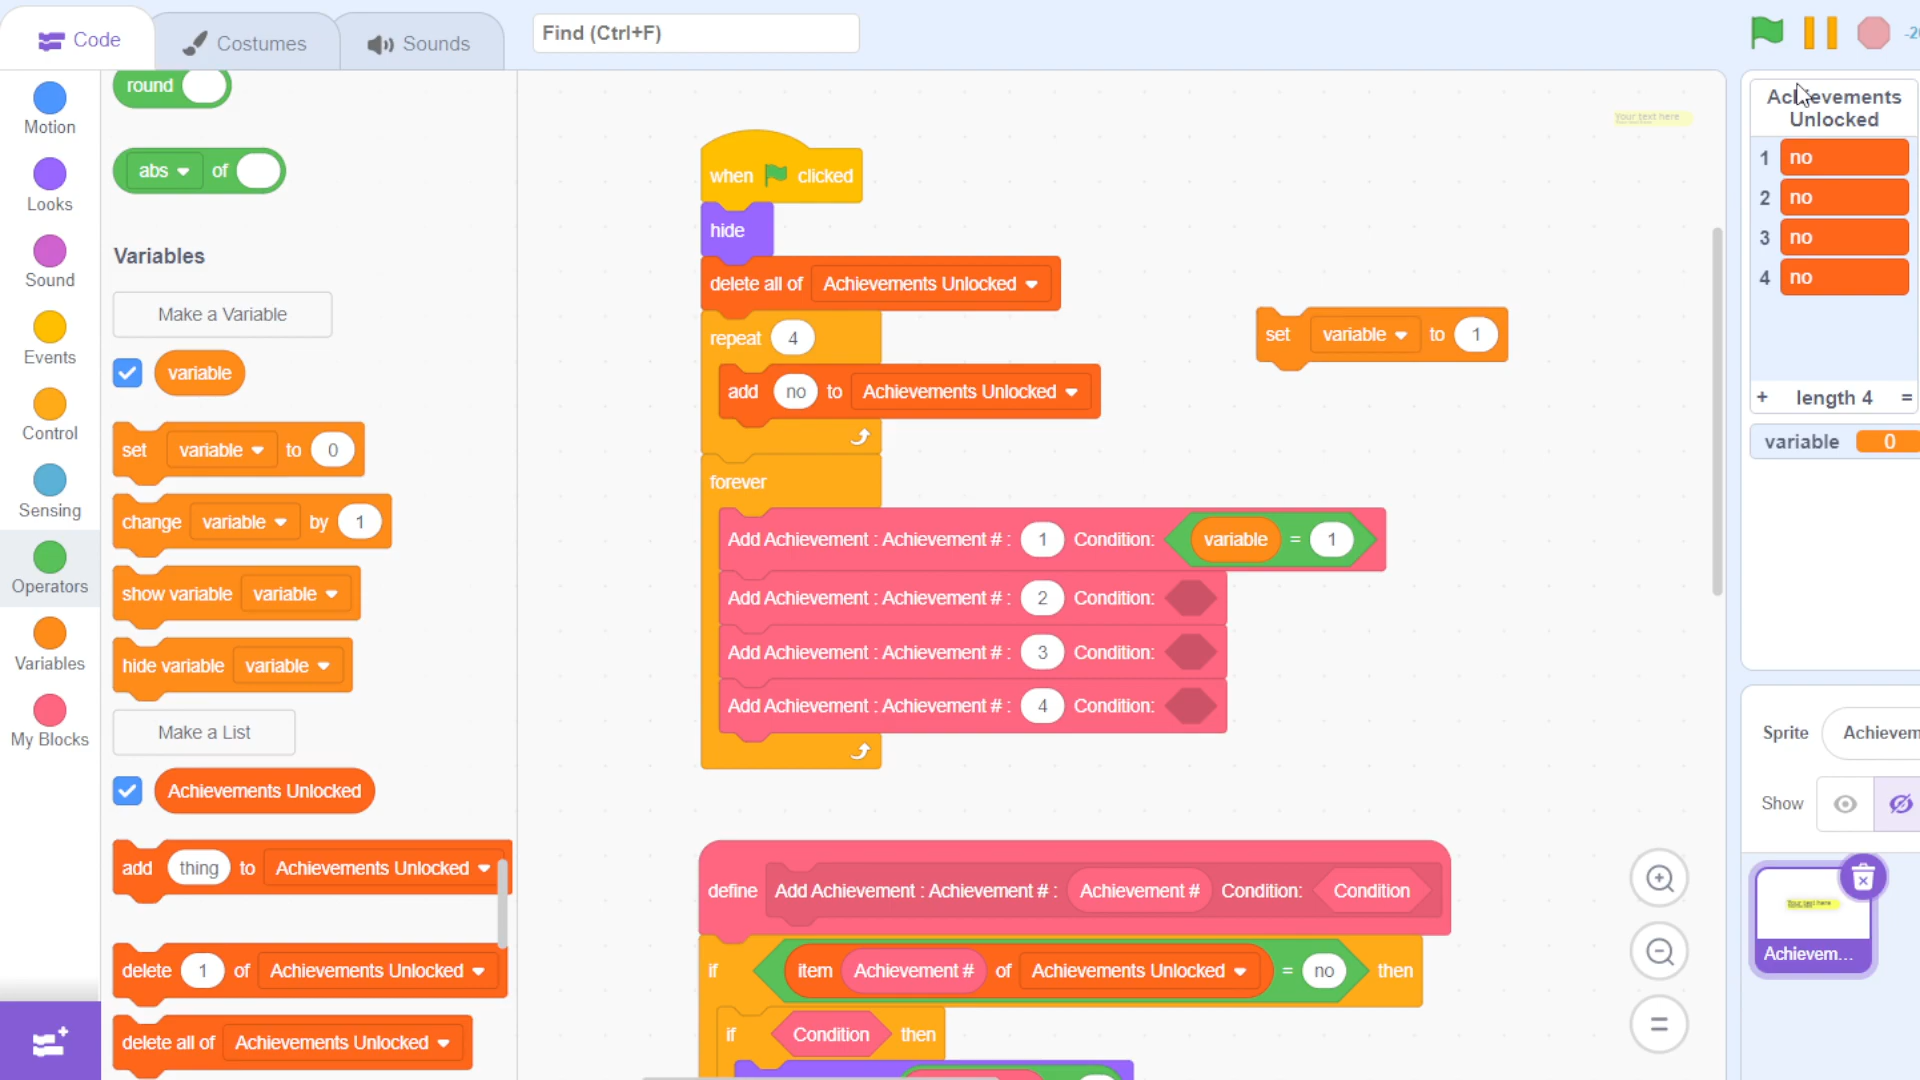 Code
Costumes
Sounds
Find (Ctrl+F)
-20
Motion
Looks
Sound
Events
Control
Sensing
Operators
Variables
My Blocks
round
abs of
Variables
Make a Variable
variable
set variable to 0
change variable by 1
show variable variable
hide variable variable
Make a List
Achievements Unlocked
add thing to Achievements Unlocked
delete 1 of Achievements Unlocked
delete all of Achievements Unlocked
when clicked
hide
delete all of Achievements Unlocked
repeat 4
add no to Achievements Unlocked
forever
Add Achievement : Achievement # : 1 Condition: variable = 1
Add Achievement : Achievement # : 2 Condition:
Add Achievement : Achievement # : 3 Condition:
Add Achievement : Achievement # : 4 Condition:
set variable to 1
Your text here
define Add Achievement : Achievement # : Achievement # Condition: Condition
if item Achievement # of Achievements Unlocked = no then
if Condition then
Achievements
Unlocked
1 no
2 no
3 no
4 no
+ length 4 =
variable 0
Sprite Achievem
Show
Your text here
Achievem...